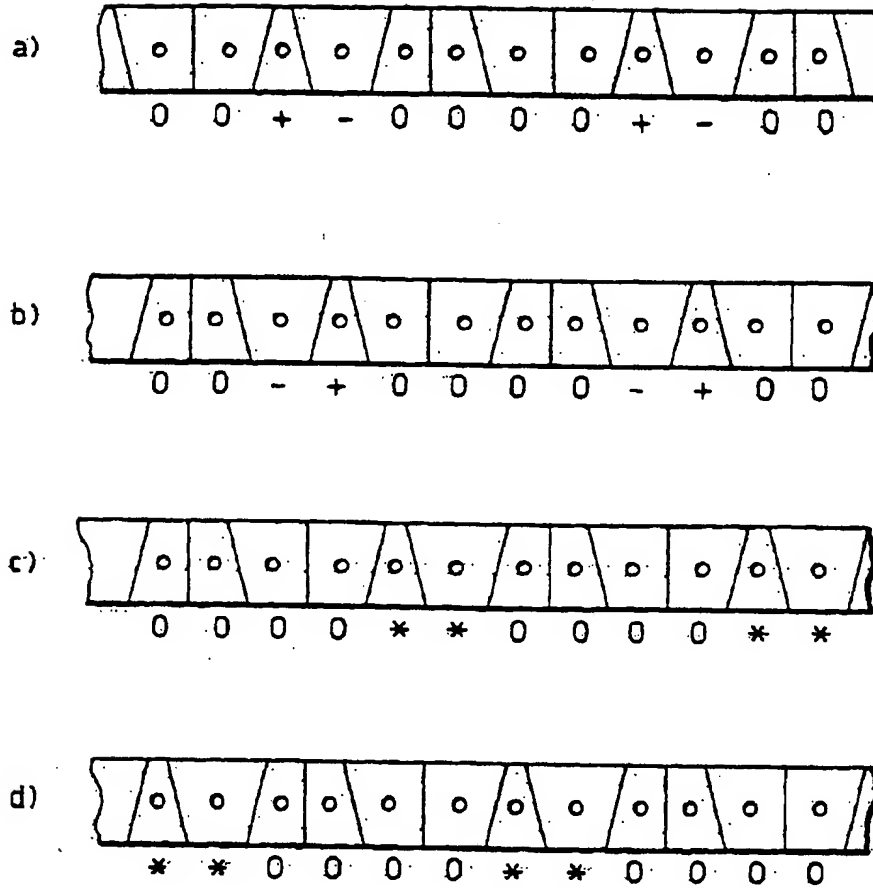 a)
0 0 + - 0 0 0 0 + - 0 0
b)
0 0 - + 0 0 0 0 - + 0 0
c)
0 0 0 0 * * 0 0 0 0 * *
d)
* * 0 0 0 0 * * 0 0 0 0